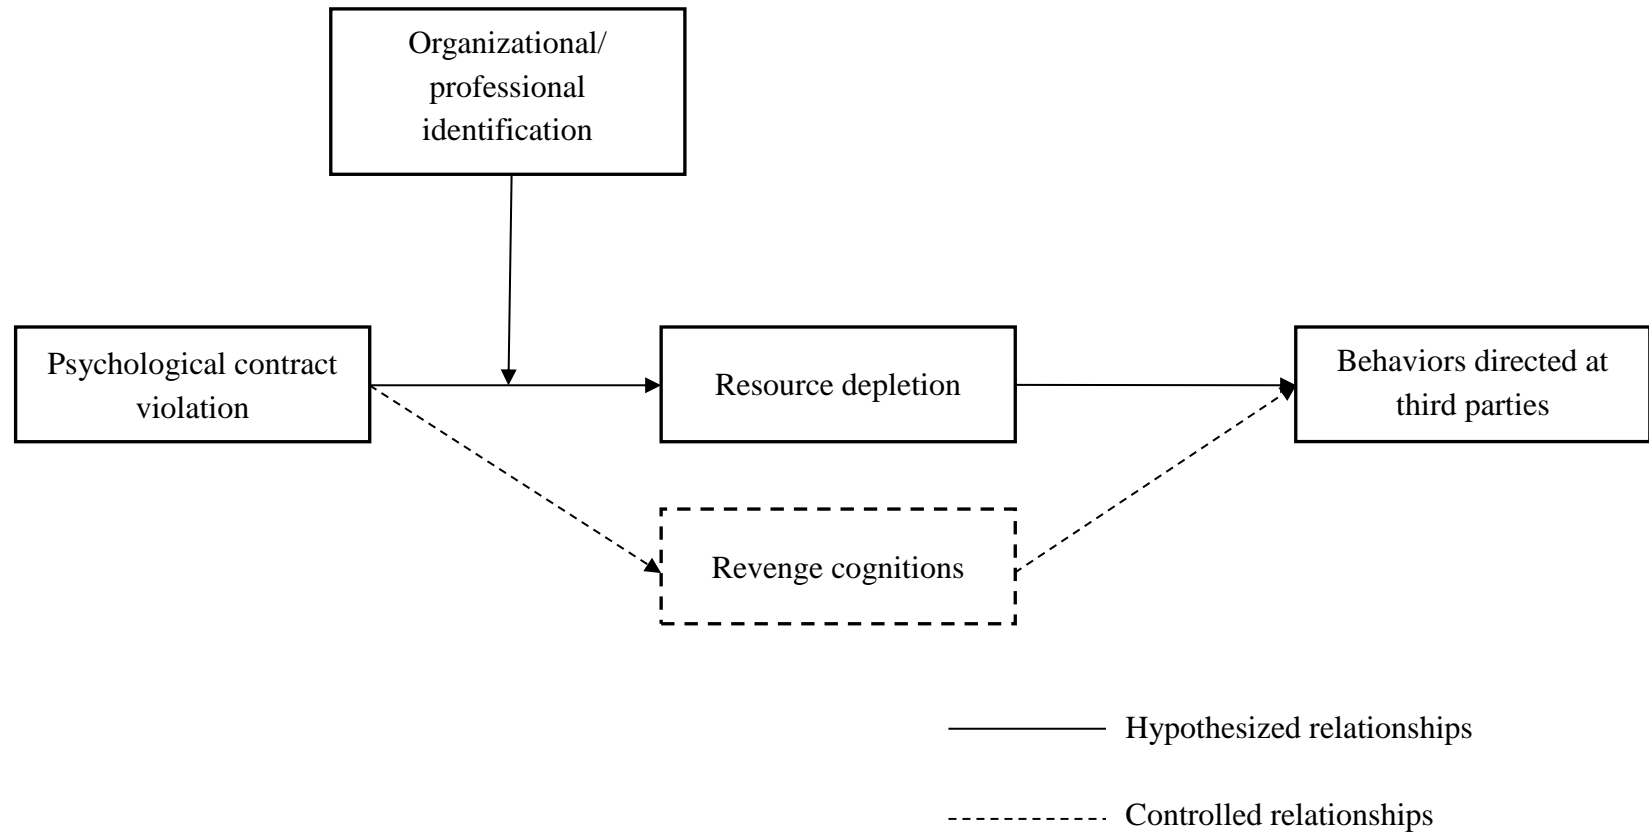 Organizational/
professional
identification
Psychological contract
violation
Resource depletion
Behaviors directed at
third parties
Revenge cognitions
Hypothesized relationships
Controlled relationships